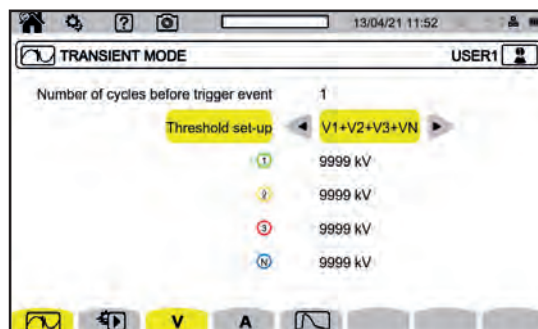 ? 13/04/21 11:52
TRANSIENT MODE USER1
Number of cycles before trigger event 1
Threshold set-up V1+V2+V3+VN
1 9999 kV
2 9999 kV
3 9999 kV
N 9999 kV
V A